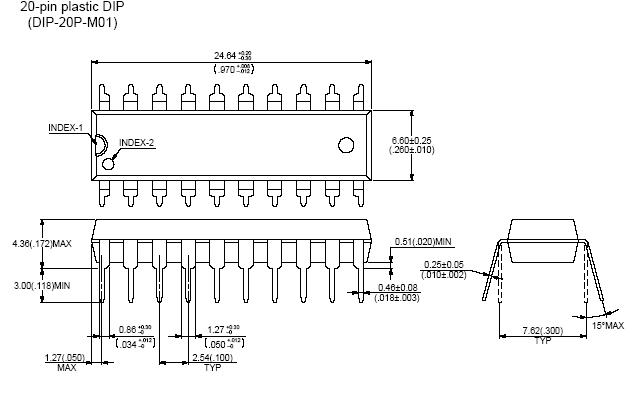 20-pin plastic DIP
(DIP-20P-M01)
24.64 +0.20 -0.30
(.970 +.008 -.012)
INDEX-1
INDEX-2
6.60±0.25
(.260±.010)
4.36(.172)MAX
0.51(.020)MIN
0.25±0.05
(.010±.002)
3.00(.118)MIN
0.46±0.08
(.018±.003)
0.86 +0.30 -0
(.034 +.012 -0)
1.27 +0.30 -0
(.050 +.012 -0)
1.27(.050)
MAX
2.54(.100)
TYP
7.62(.300)
TYP
15°MAX